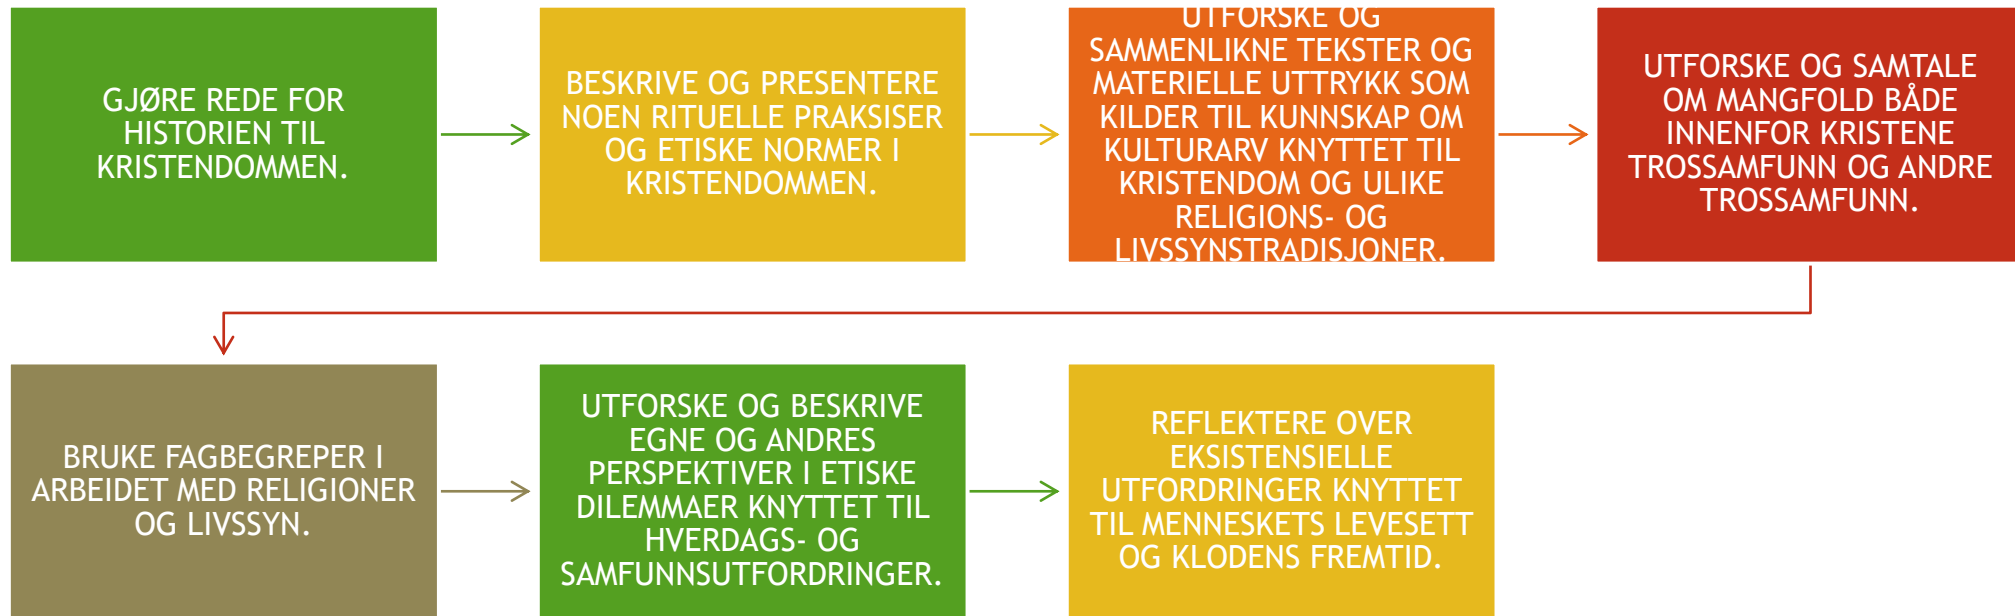 GJØRE REDE FOR
HISTORIEN TIL
KRISTENDOMMEN.
BESKRIVE OG PRESENTERE
NOEN RITUELLE PRAKSISER
OG ETISKE NORMER I
KRISTENDOMMEN.
UTFORSKE OG
SAMMENLIKNE TEKSTER OG
MATERIELLE UTTRYKK SOM
KILDER TIL KUNNSKAP OM
KULTURARV KNYTTET TIL
KRISTENDOM OG ULIKE
RELIGIONS- OG
LIVSSYNSTRADISJONER.
UTFORSKE OG SAMTALE
OM MANGFOLD BÅDE
INNENFOR KRISTENE
TROSSAMFUNN OG ANDRE
TROSSAMFUNN.
BRUKE FAGBEGREPER I
ARBEIDET MED RELIGIONER
OG LIVSSYN.
UTFORSKE OG BESKRIVE
EGNE OG ANDRES
PERSPEKTIVER I ETISKE
DILEMMAER KNYTTET TIL
HVERDAGS- OG
SAMFUNNSUTFORDRINGER.
REFLEKTERE OVER
EKSISTENSIELLE
UTFORDRINGER KNYTTET
TIL MENNESKETS LEVESETT
OG KLODENS FREMTID.